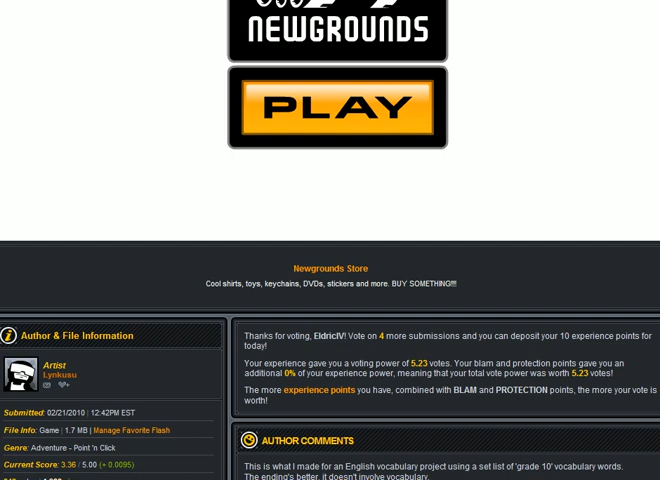 NEWGROUNDS
PLAY
Newgrounds Store
Cool shirts, toys, keychains, DVDs, stickers and more. BUY SOMETHING!!!
Author & File Information
Artist
Lynkusu
Submitted: 02/21/2010 | 12:42PM EST
File Info: Game | 1.7 MB | Manage Favorite Flash
Genre: Adventure - Point 'n Click
Current Score: 3.36 / 5.00 (+ 0.0095)
Thanks for voting, EldricIV! Vote on 4 more submissions and you can deposit your 10 experience points for
today!
Your experience gave you a voting power of 5.23 votes. Your blam and protection points gave you an
additional 0% of your experience power, meaning that your total vote power was worth 5.23 votes!
The more experience points you have, combined with BLAM and PROTECTION points, the more your vote is
worth!
AUTHOR COMMENTS
This is what I made for an English vocabulary project using a set list of 'grade 10' vocabulary words.
The ending's better, it doesn't involve vocabulary.